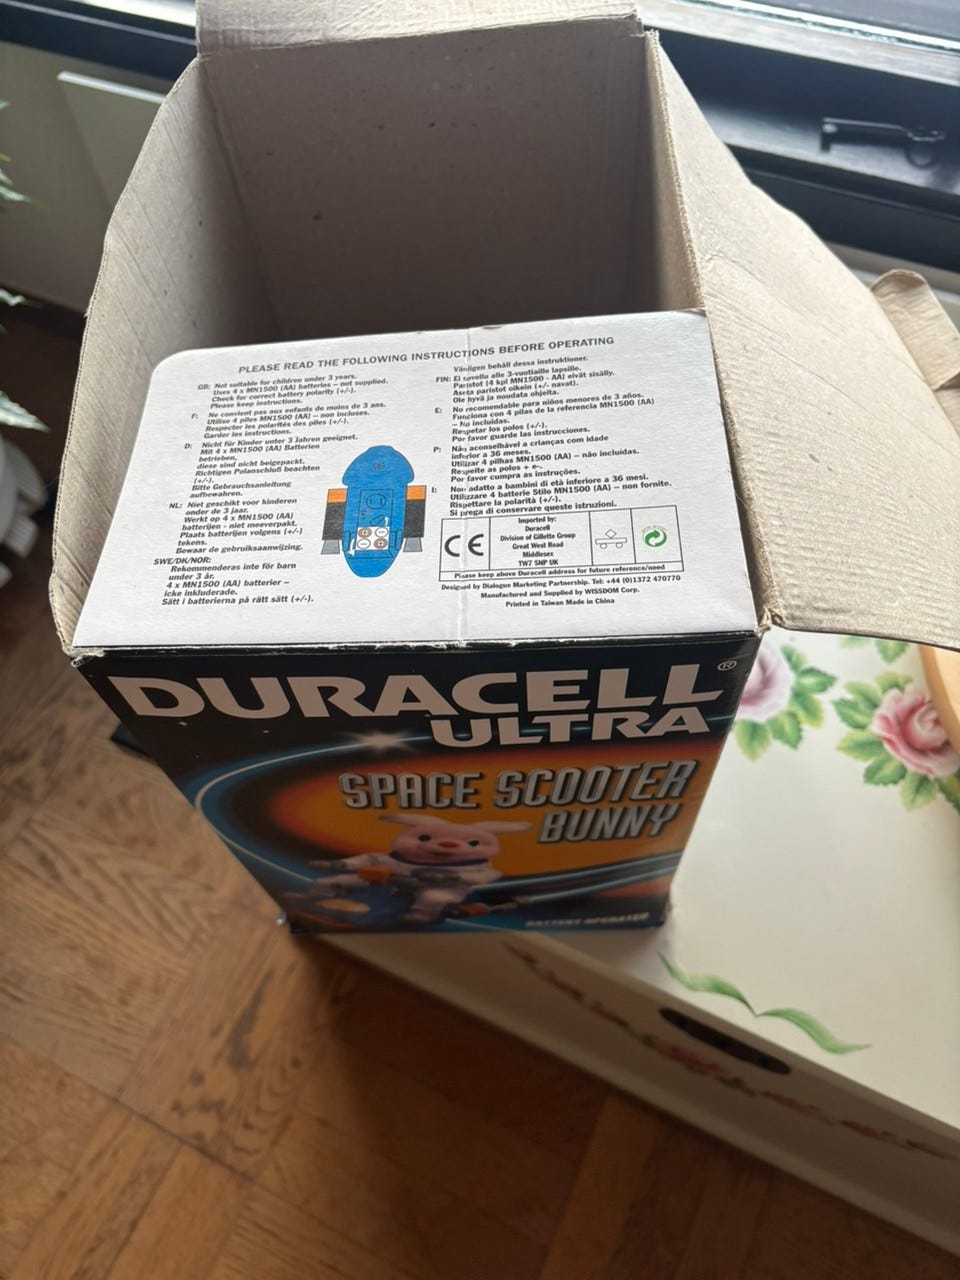 PLEASE READ THE FOLLOWING INSTRUCTIONS BEFORE OPERATING
GB: Not suitable for children under 3 years.
Uses 4 x MN1500 (AA) batteries – not supplied.
Check for correct battery polarity (+/-).
Please keep instructions.
F: Ne convient pas aux enfants de moins de 3 ans.
Utilise 4 piles MN1500 (AA) – non incluses.
Respecter les polarités des piles (+/-).
Garder les instructions.
D: Nicht für Kinder unter 3 Jahren geeignet.
Mit 4 x MN1500 (AA) Batterien
betrieben,
diese sind nicht beigepackt.
Richtigen Polanschluß beachten
(+/-).
Bitte Gebrauchsanleitung
aufbewahren.
NL: Niet geschikt voor kinderen
onder de 3 jaar.
Werkt op 4 x MN1500 (AA)
batterijen - niet meeverpakt.
Plaats batterijen volgens (+/-)
tekens.
Bewaar de gebruiksaanwijzing.
SWE/DK/NOR:
Rekommenderas inte för barn
under 3 år.
4 x MN1500 (AA) batterier –
icke inkluderade.
Sätt i batterierna på rätt sätt (+/-).
Vänligen behåll dessa instruktioner.
FIN: Ei sovellu alle 3-vuotiaille lapsille.
Paristot (4 kpl MN1500 - AA) eivät sisälly.
Aseta paristot oikein (+/- navat).
Ole hyvä ja noudata ohjeita.
E: No recomendable para niños menores de 3 años.
Funciona con 4 pilas de la referencia MN1500 (AA)
– No incluidas.
Respetar los polos (+/-).
Por favor guarde las instrucciones.
P: Não aconselhável a crianças com idade
inferior a 36 meses.
Utilizar 4 pilhas MN1500 (AA) – não incluidas.
Respeite as polos + e-.
Por favor cumpra as instruções.
I: Non adatto a bambini di età inferiore a 36 mesi.
Utilizzare 4 batterie Stilo MN1500 (AA) – non fornite.
Rispettare la polarità (+/-).
Si prega di conservare queste istruzioni.
CE
Imported by:
Duracell
Division of Gillette Group
Great West Road
Middlesex
TW7 5NP UK
Please keep above Duracell address for future reference/need
Designed by Dialogue Marketing Partnership. Tel: +44 (0)1372 470770
Manufactured and Supplied by WISSDOM Corp.
Printed in Taiwan Made in China
DURACELL®
ULTRA
SPACE SCOOTER
BUNNY
BATTERY OPERATED